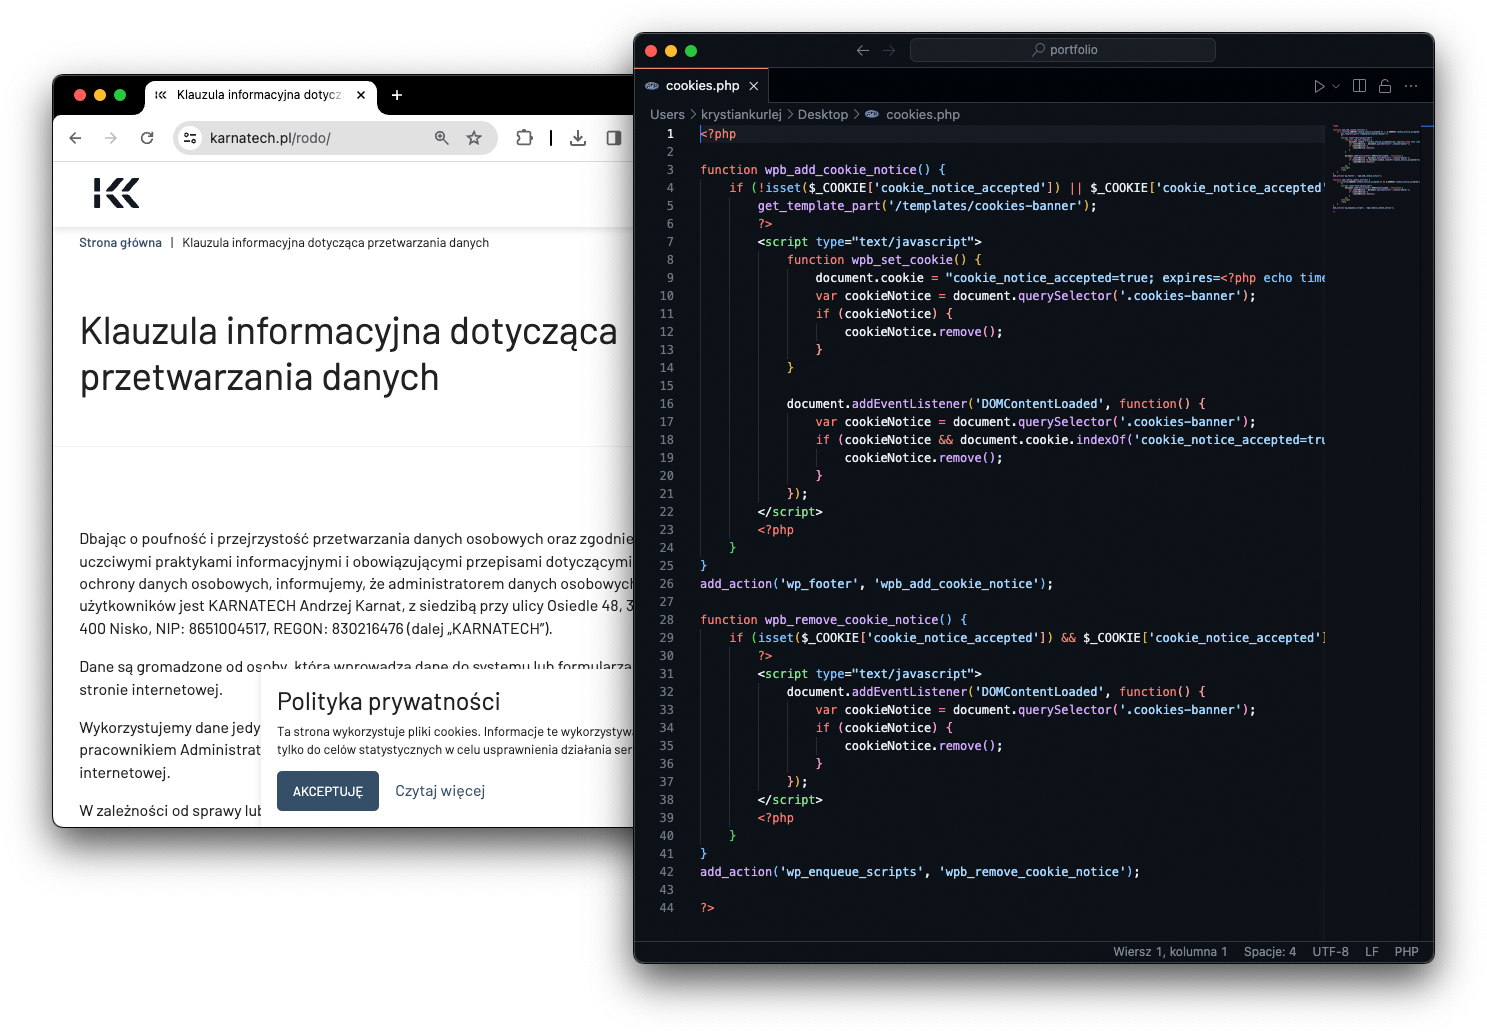 Klauzula informacyjna dotycz
karnatech.pl/rodo/
Strona główna | Klauzula informacyjna dotycząca przetwarzania danych
Klauzula informacyjna dotycząca
przetwarzania danych
Dbając o poufność i przejrzystość przetwarzania danych osobowych oraz zgodnie
uczciwymi praktykami informacyjnymi i obowiązującymi przepisami dotyczącymi
ochrony danych osobowych, informujemy, że administratorem danych osobowych
użytkowników jest KARNATECH Andrzej Karnat, z siedzibą przy ulicy Osiedle 48, 3
400 Nisko, NIP: 8651004517, REGON: 830216476 (dalej „KARNATECH”).
Dane są gromadzone od osoby, która wprowadza dane do systemu lub formularza
stronie internetowej.
Wykorzystujemy dane jedy
pracownikiem Administrat
internetowej.
W zależności od sprawy lub
Polityka prywatności
Ta strona wykorzystuje pliki cookies. Informacje te wykorzystywa
tylko do celów statystycznych w celu usprawnienia działania ser
AKCEPTUJĘ Czytaj więcej
portfolio
cookies.php
Users > krystiankurlej > Desktop > cookies.php
1 <?php
2
3 function wpb_add_cookie_notice() {
4 if (!isset($_COOKIE['cookie_notice_accepted']) || $_COOKIE['cookie_notice_accepted'
5 get_template_part('/templates/cookies-banner');
6 ?>
7 <script type="text/javascript">
8 function wpb_set_cookie() {
9 document.cookie = "cookie_notice_accepted=true; expires=<?php echo time
10 var cookieNotice = document.querySelector('.cookies-banner');
11 if (cookieNotice) {
12 cookieNotice.remove();
13 }
14 }
15
16 document.addEventListener('DOMContentLoaded', function() {
17 var cookieNotice = document.querySelector('.cookies-banner');
18 if (cookieNotice && document.cookie.indexOf('cookie_notice_accepted=tru
19 cookieNotice.remove();
20 }
21 });
22 </script>
23 <?php
24 }
25 }
26 add_action('wp_footer', 'wpb_add_cookie_notice');
27
28 function wpb_remove_cookie_notice() {
29 if (isset($_COOKIE['cookie_notice_accepted']) && $_COOKIE['cookie_notice_accepted']
30 ?>
31 <script type="text/javascript">
32 document.addEventListener('DOMContentLoaded', function() {
33 var cookieNotice = document.querySelector('.cookies-banner');
34 if (cookieNotice) {
35 cookieNotice.remove();
36 }
37 });
38 </script>
39 <?php
40 }
41 }
42 add_action('wp_enqueue_scripts', 'wpb_remove_cookie_notice');
43
44 ?>
Wiersz 1, kolumna 1 Spacje: 4 UTF-8 LF PHP